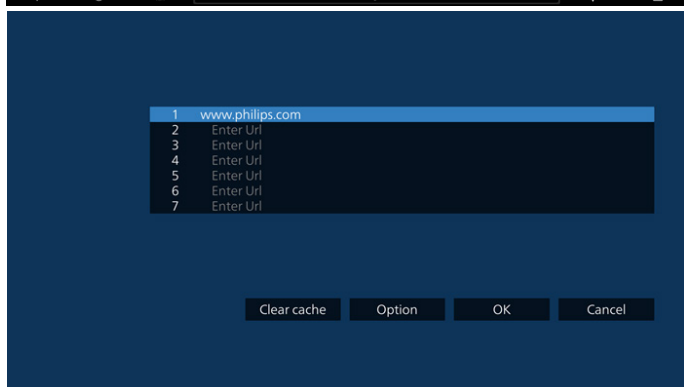 1 www.philips.com
2 Enter Url
3 Enter Url
4 Enter Url
5 Enter Url
6 Enter Url
7 Enter Url
Clear cache Option OK Cancel